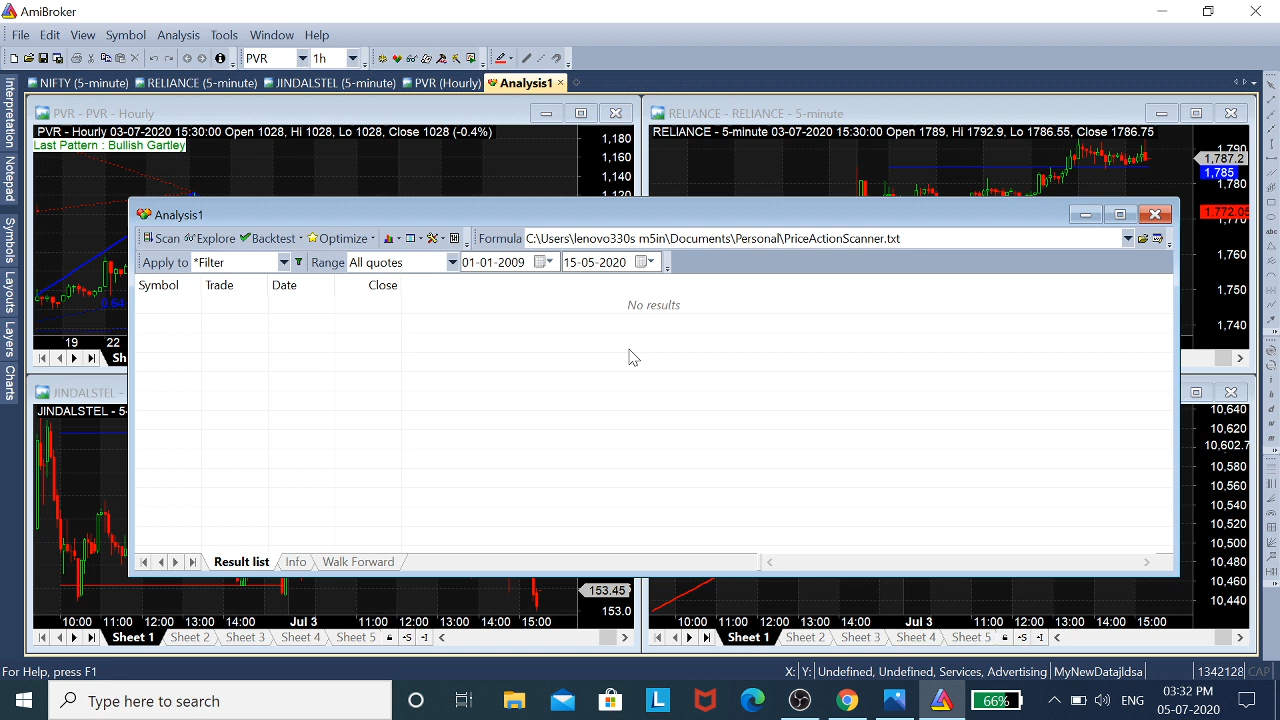 AmiBroker
File Edit View Symbol Analysis Tools Window Help
PVR 1h
NIFTY (5-minute) RELIANCE (5-minute) JINDALSTEL (5-minute) PVR (Hourly) Analysis1
Interpretation
Notepad
Symbols
Layouts
Layers
Charts
PVR - PVR - Hourly
PVR - Hourly 03-07-2020 15:30:00 Open 1028, Hi 1028, Lo 1028, Close 1028 (-0.4%)
Last Pattern : Bullish Gartley
1,180
1,160
1,140
1,120
19 22
RELIANCE - RELIANCE - 5-minute
RELIANCE - 5-minute 03-07-2020 15:30:00 Open 1789, Hi 1792.9, Lo 1786.55, Close 1786.75
1,790
1,787.2
1,785
1,780
1,772.05
1,770
1,760
1,750
1,740
Analysis1
Scan Explore Backtest Optimize Formula C:\Users\lenovo330s m5in\Documents\Personal\PriceActionScanner.txt
Apply to *Filter Range All quotes 01-01-2009 15-05-2020
Symbol Trade Date Close
No results
Result list Info Walk Forward
JINDALSTEL -
JINDALSTEL - 5-
153.45
153.0
10:00 11:00 12:00 13:00 14:00 Jul 3 11:00 12:00 13:00 14:00 15:00
Sheet 1 Sheet 2 Sheet 3 Sheet 4 Sheet 5
10,640
10,620
10,602.7
10,580
10,560
10,540
10,520
10,500
10,480
10,460
10,440
10:00 11:00 12:00 13:00 14:00 Jul 3 11:00 12:00 13:00 14:00 15:00
Sheet 1 Sheet 2 Sheet 3 Sheet 4 Sheet 5
For Help, press F1
X: Y: Undefined, Undefined, Services, Advertising MyNewDatajldsa 1342128 CAP
Type here to search
66%
ENG
03:32 PM
05-07-2020